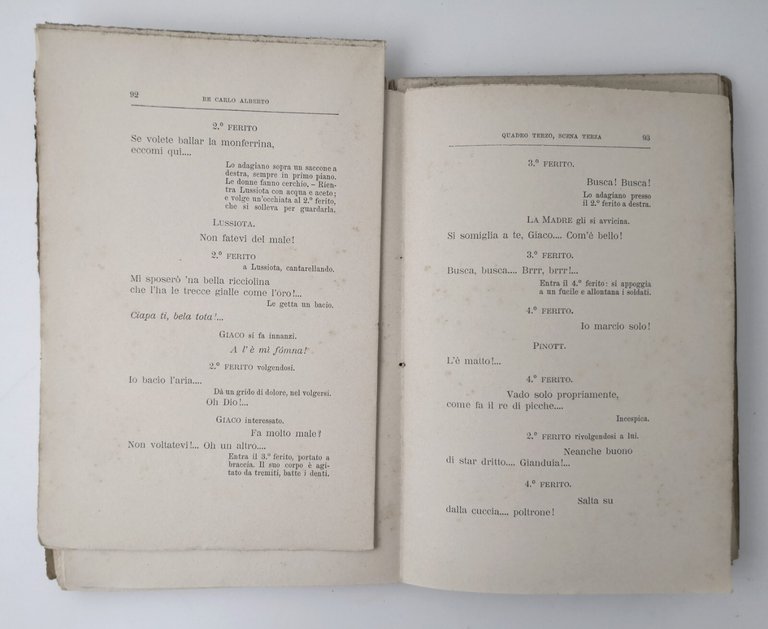 92
RE CARLO ALBERTO
2.º FERITO
Se volete ballar la monferrina,
eccomi qui....
Lo adagiano sopra un saccone a
destra, sempre in primo piano.
Le donne fanno cerchio. – Rien-
tra Lussiota con acqua e aceto;
e volge un'occhiata al 2.º ferito,
che si solleva per guardarla.
LUSSIOTA.
Non fatevi del male!
2.º FERITO
a Lussiota, cantarellando.
Mi sposerò 'na bella ricciolina
che l'ha le trecce gialle come l'òro!...
Le getta un bacio.
Ciapa ti, bela tota!...
GIACO si fa innanzi.
A l' è mi fómna!
2.º FERITO volgendosi.
Io bacio l'aria....
Dà un grido di dolore, nel volgersi.
Oh Dio!...
GIACO interessato.
Fa molto male?
Non voltatevi!... Oh un altro....
Entra il 3.º ferito, portato a
braccia. Il suo corpo è agi-
tato da tremiti, batte i denti.
QUADRO TERZO, SCENA TERZA
93
3.º FERITO.
Busca! Busca!
Lo adagiano presso
il 2.º ferito a destra.
LA MADRE gli si avvicina.
Si somiglia a te, Giaco.... Com'é bello!
3.º FERITO.
Busca, busca.... Brrr, brrr!...
Entra il 4.º ferito: si appoggia
a un fucile e allontana i soldati.
4.º FERITO.
Io marcio solo!
PINOTT.
L'è matto!...
4.º FERITO.
Vado solo propriamente,
come fa il re di picche....
Incespica.
2.º FERITO rivolgendosi a lui.
Neanche buono
di star dritto.... Gianduia!...
4.º FERITO.
Salta su
dalla cuccia.... poltrone!